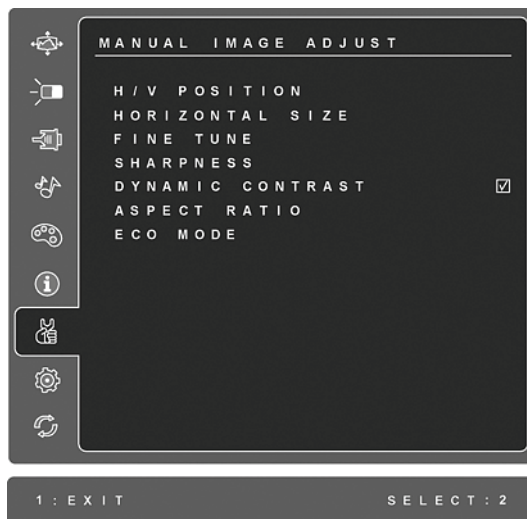 MANUAL IMAGE ADJUST
H/V POSITION
HORIZONTAL SIZE
FINE TUNE
SHARPNESS
DYNAMIC CONTRAST
ASPECT RATIO
ECO MODE
1:EXIT SELECT:2